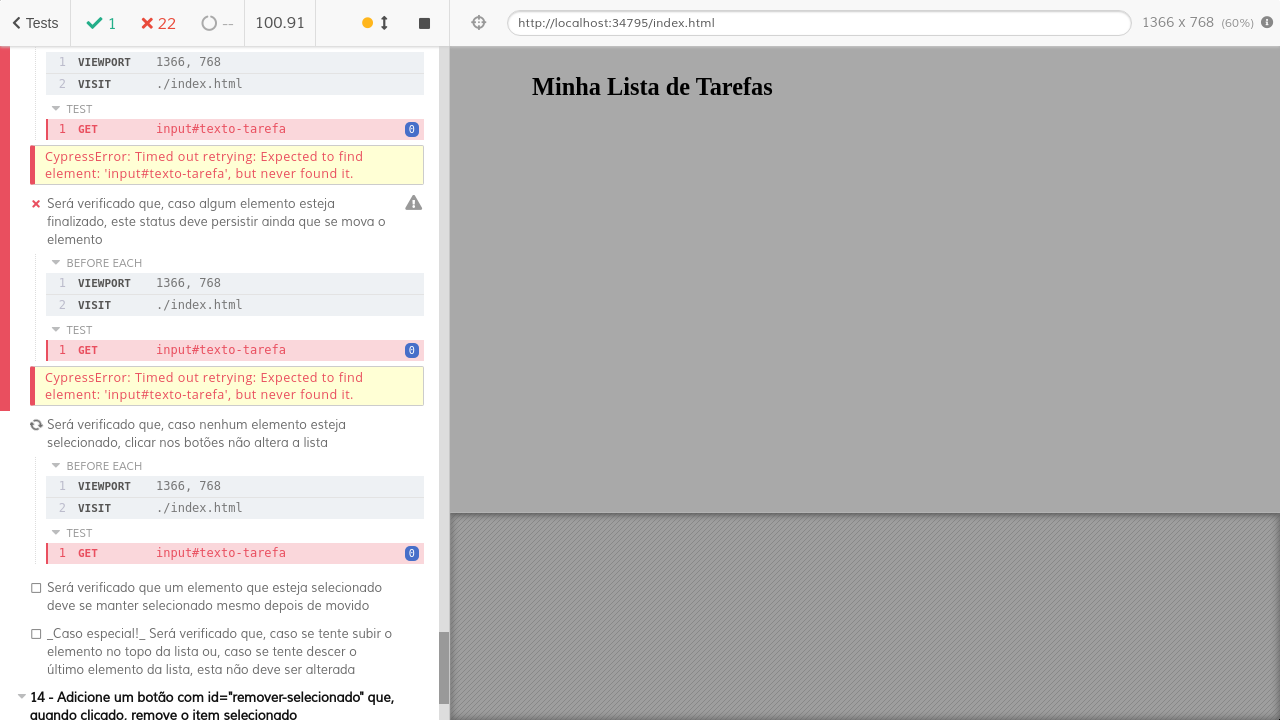 Tests 1 22 -- 100.91
http://localhost:34795/index.html 1366 x 768 (60%)
1 VIEWPORT 1366, 768
2 VISIT ./index.html
TEST
1 GET input#texto-tarefa 0
CypressError: Timed out retrying: Expected to find
element: 'input#texto-tarefa', but never found it.
Será verificado que, caso algum elemento esteja
finalizado, este status deve persistir ainda que se mova o
elemento
BEFORE EACH
1 VIEWPORT 1366, 768
2 VISIT ./index.html
TEST
1 GET input#texto-tarefa 0
CypressError: Timed out retrying: Expected to find
element: 'input#texto-tarefa', but never found it.
Será verificado que, caso nenhum elemento esteja
selecionado, clicar nos botões não altera a lista
BEFORE EACH
1 VIEWPORT 1366, 768
2 VISIT ./index.html
TEST
1 GET input#texto-tarefa 0
Será verificado que um elemento que esteja selecionado
deve se manter selecionado mesmo depois de movido
_Caso especial!_ Será verificado que, caso se tente subir o
elemento no topo da lista ou, caso se tente descer o
último elemento da lista, esta não deve ser alterada
14 - Adicione um botão com id="remover-selecionado" que,
quando clicado, remove o item selecionado
Minha Lista de Tarefas